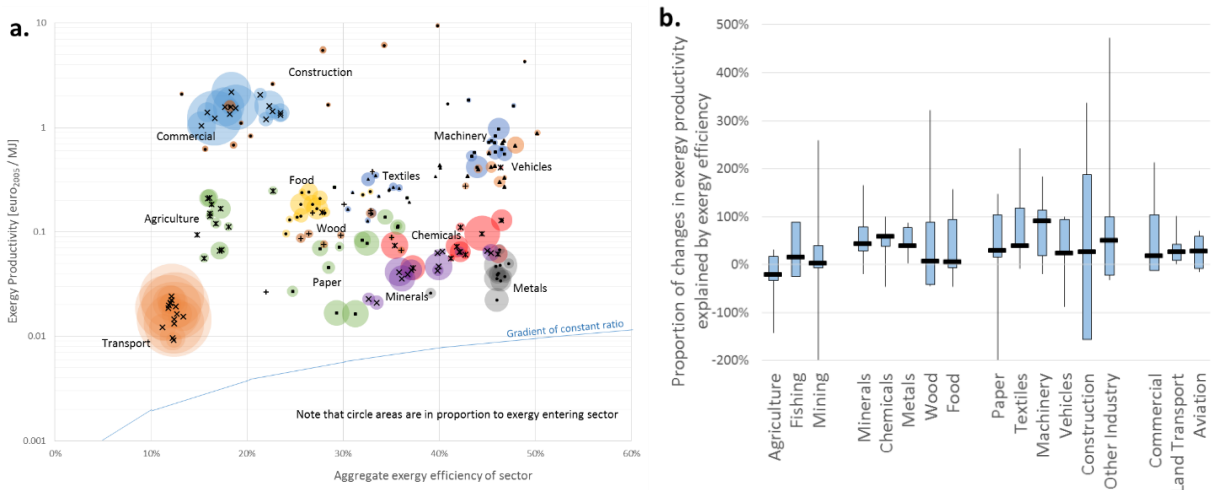 a.
Exergy Productivity [euro2005 / MJ]
10
1
0.1
0.01
0.001
Construction
Commercial
Machinery
Vehicles
Food
Textiles
Agriculture
Wood
Chemicals
Paper
Minerals
Metals
Transport
Gradient of constant ratio
Note that circle areas are in proportion to exergy entering sector
0% 10% 20% 30% 40% 50% 60%
Aggregate exergy efficiency of sector
b.
Proportion of changes in exergy productivity
explained by exergy efficiency
500%
400%
300%
200%
100%
0%
-100%
-200%
Agriculture
Fishing
Mining
Minerals
Chemicals
Metals
Wood
Food
Paper
Textiles
Machinery
Vehicles
Construction
Other Industry
Commercial
Land Transport
Aviation